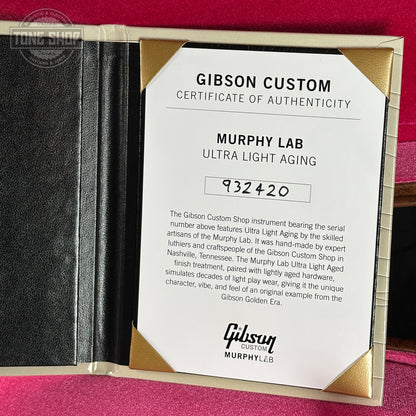 TONE SHOP
GIBSON CUSTOM
CERTIFICATE OF AUTHENTICITY
MURPHY LAB
ULTRA LIGHT AGING
932420
The Gibson Custom Shop instrument bearing the serial
number above features Ultra Light Aging by the skilled
artisans of the Murphy Lab. It was hand-made by expert
luthiers and craftspeople of the Gibson Custom Shop in
Nashville, Tennessee. The Murphy Lab Ultra Light Aged
finish treatment, paired with lightly aged hardware,
simulates decades of light play wear, giving it the unique
character, vibe, and feel of an original example from the
Gibson Golden Era.
Gibson
CUSTOM
MURPHY LAB